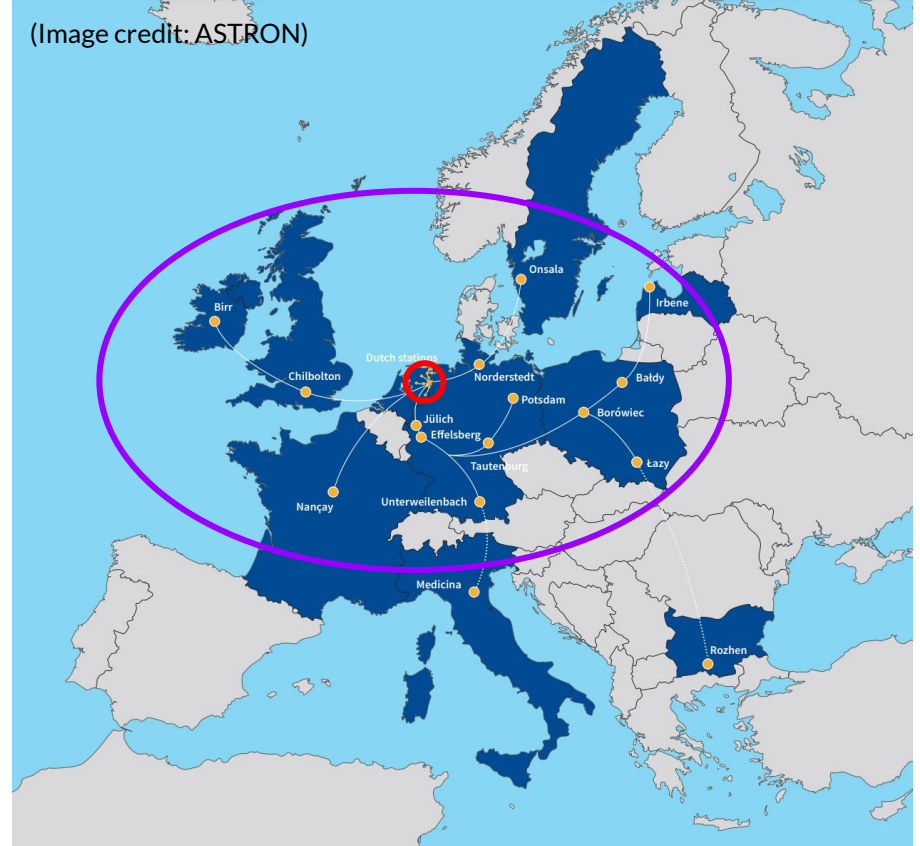 (Image credit: ASTRON)
Onsala
Irbene
Birr
Dutch stations
Chilbolton
Norderstedt
Bałdy
Potsdam
Borówiec
Jülich
Effelsberg
Tautenburg
Łazy
Nançay
Unterweilenbach
Medicina
Rozhen